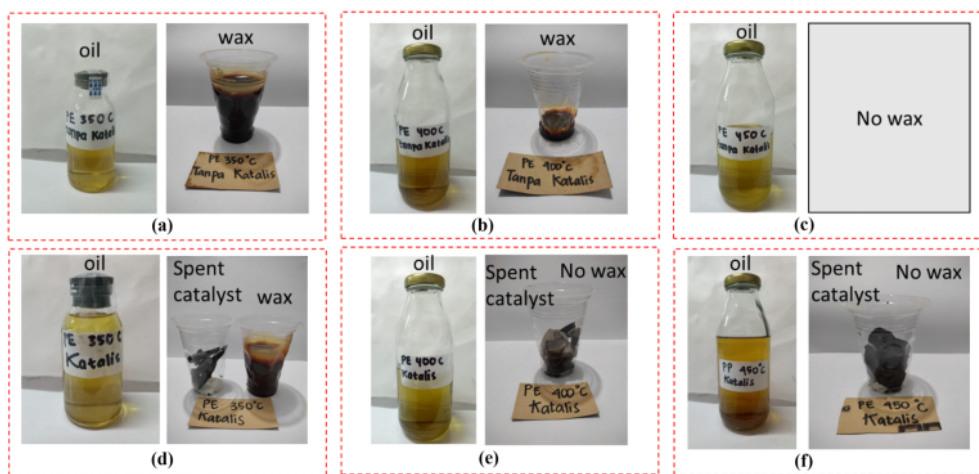 oil
wax
PE 350 C
Tanpa Katalis
PE 350°C
Tanpa Katalis
(a)
oil
wax
PE 400 C
Tanpa Katalis
PE 400°C
Tanpa Katalis
(b)
oil
PE 450 C
Tanpa Katalis
No wax
(c)
oil
Spent
catalyst
wax
PE 350 C
Katalis
PE 350°C
Katalis
(d)
oil
Spent
catalyst
No wax
PE 400 C
Katalis
PE 400°C
Katalis
(e)
oil
Spent
catalyst
No wax
PP 450°C
Katalis
PE 450°C
Katalis
(f)